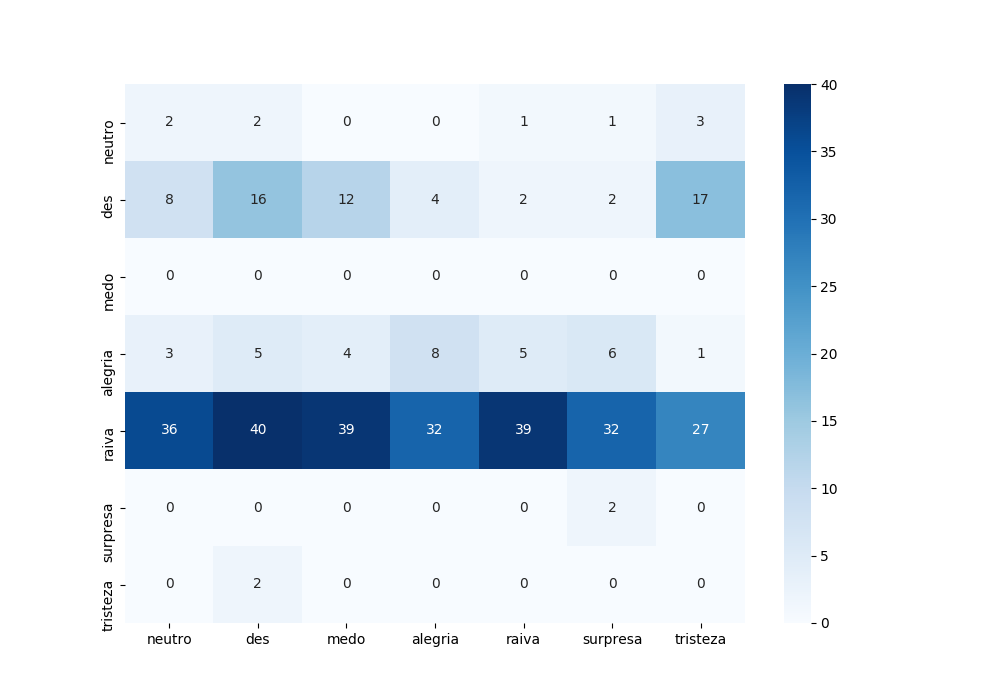 neutro 2 2 0 0 1 1 3
des 8 16 12 4 2 2 17
medo 0 0 0 0 0 0 0
alegria 3 5 4 8 5 6 1
raiva 36 40 39 32 39 32 27
surpresa 0 0 0 0 0 2 0
tristeza 0 2 0 0 0 0 0
neutro des medo alegria raiva surpresa tristeza
40
35
30
25
20
15
10
5
0